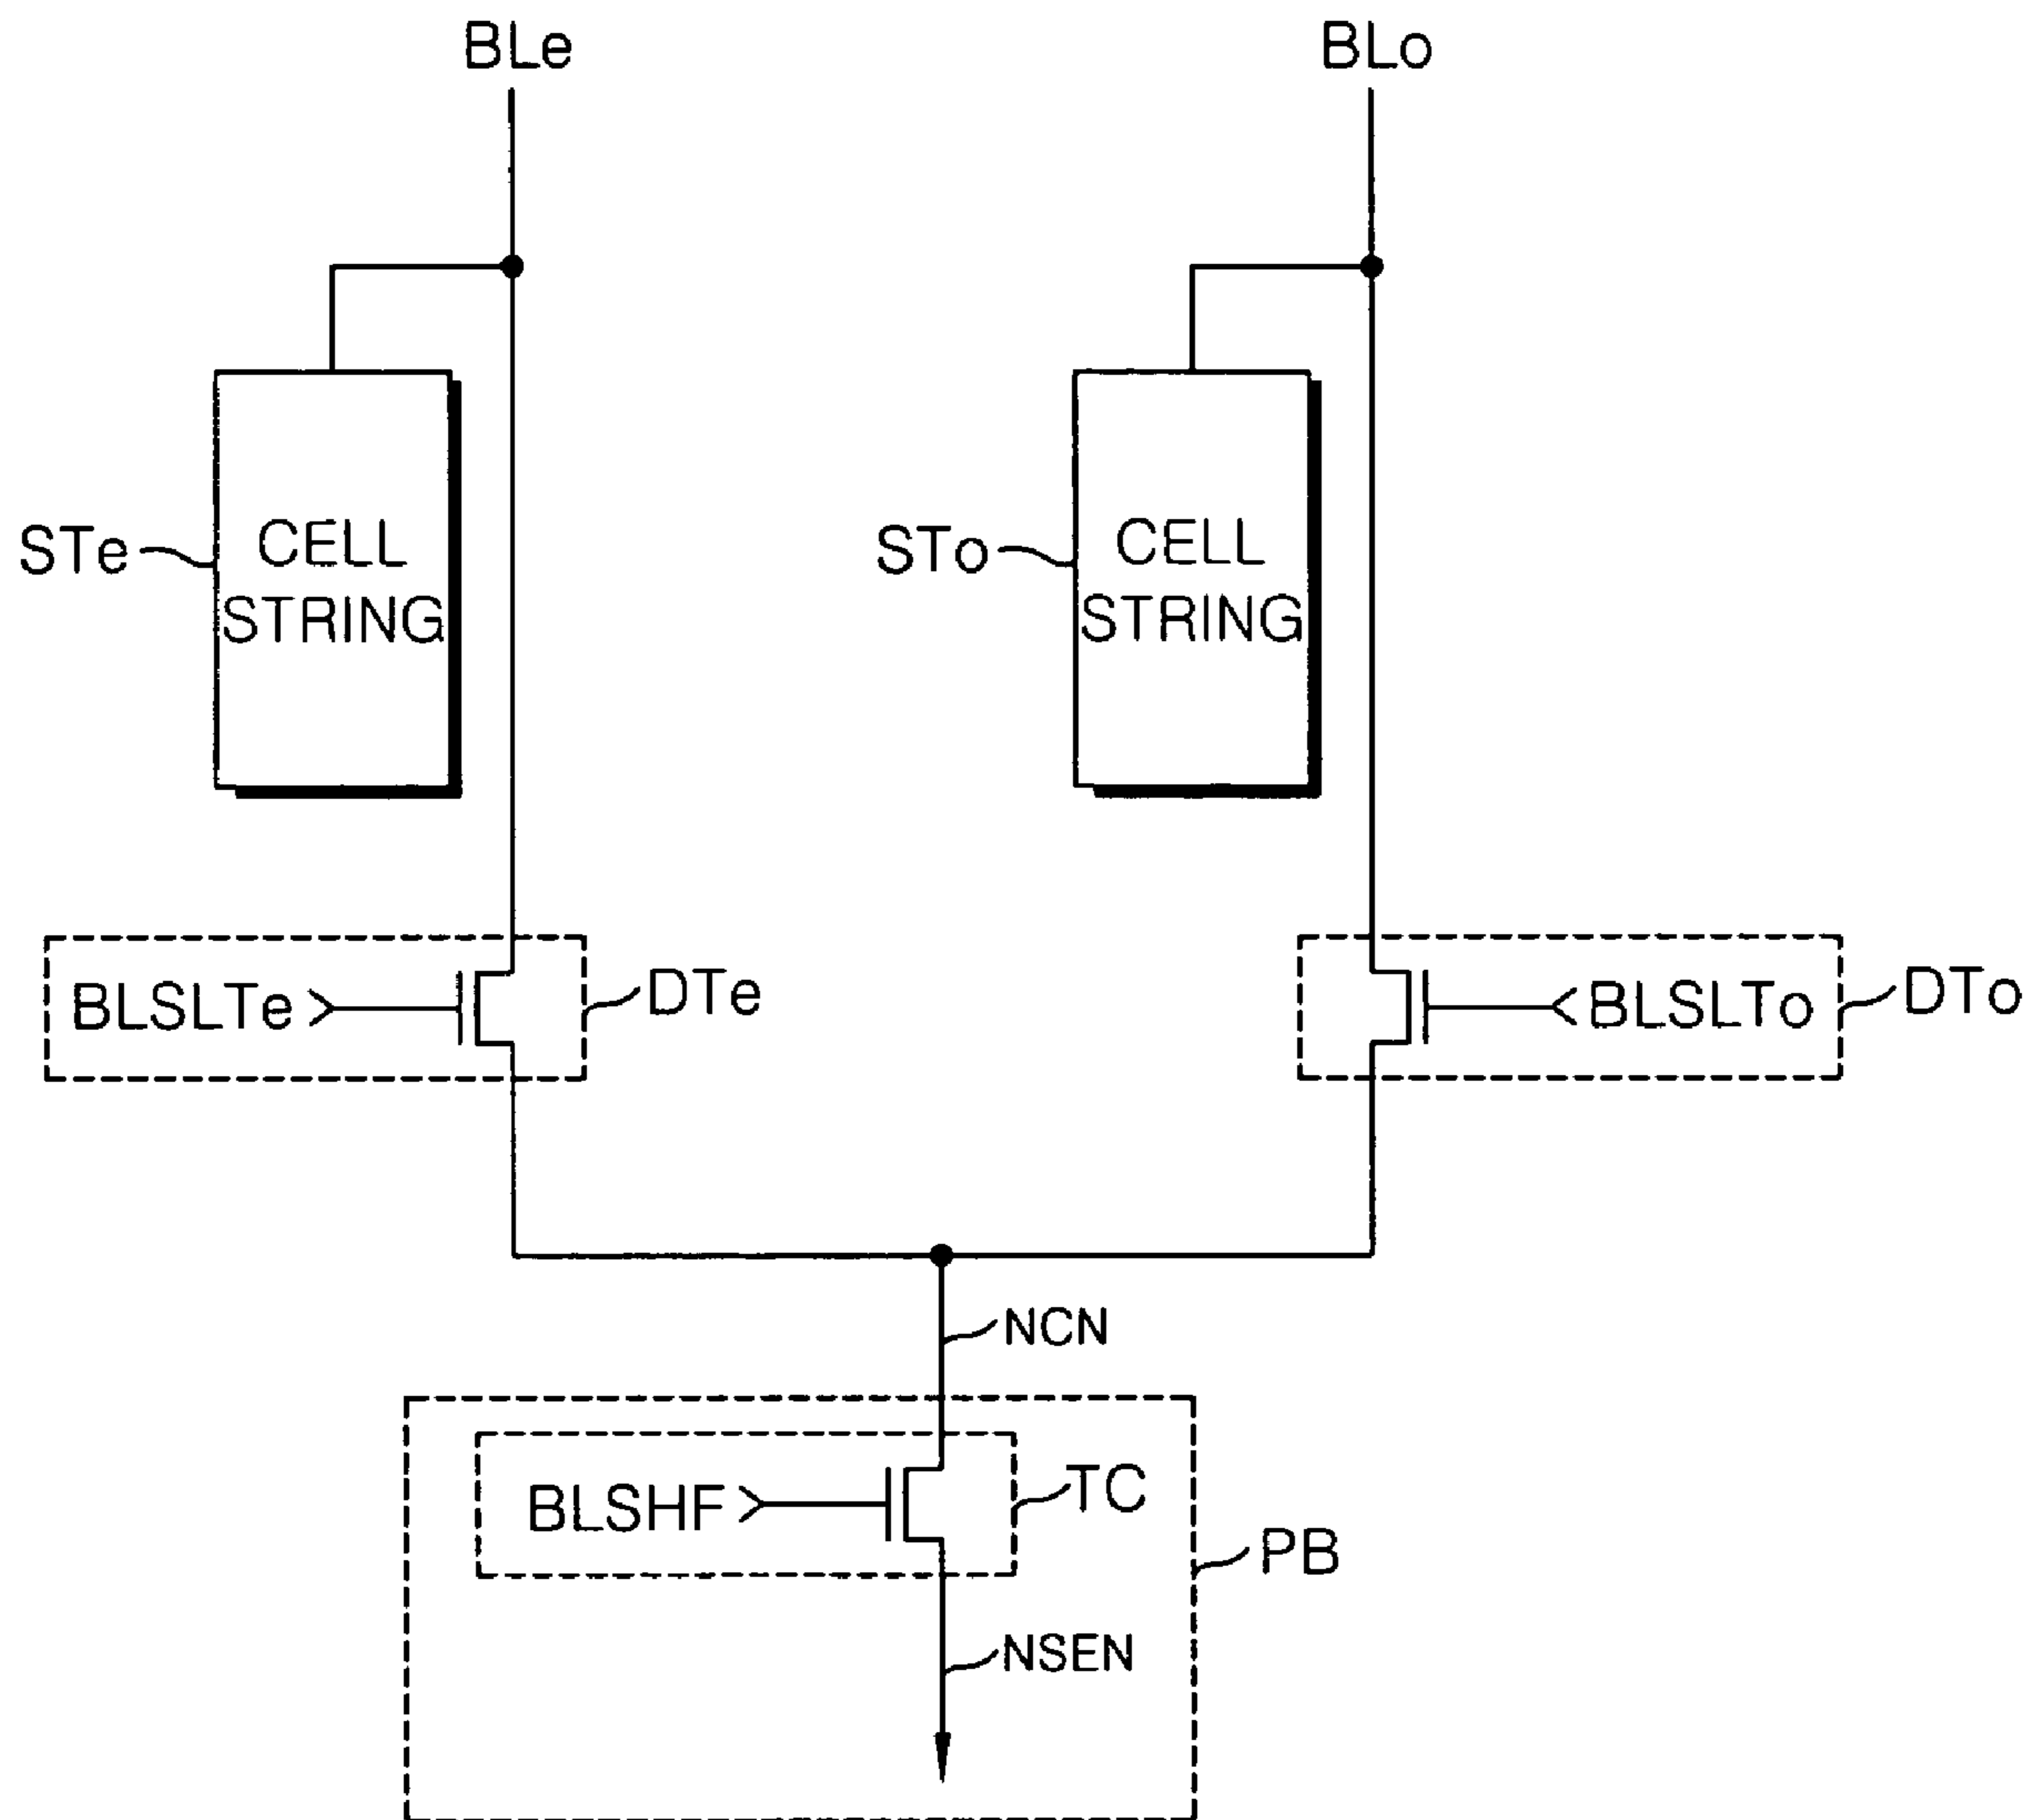 BLe
BLo
STe
CELL
STRING
STo
CELL
STRING
BLSLTe
DTe
BLSLTo
DTo
NCN
BLSHF
TC
PB
NSEN